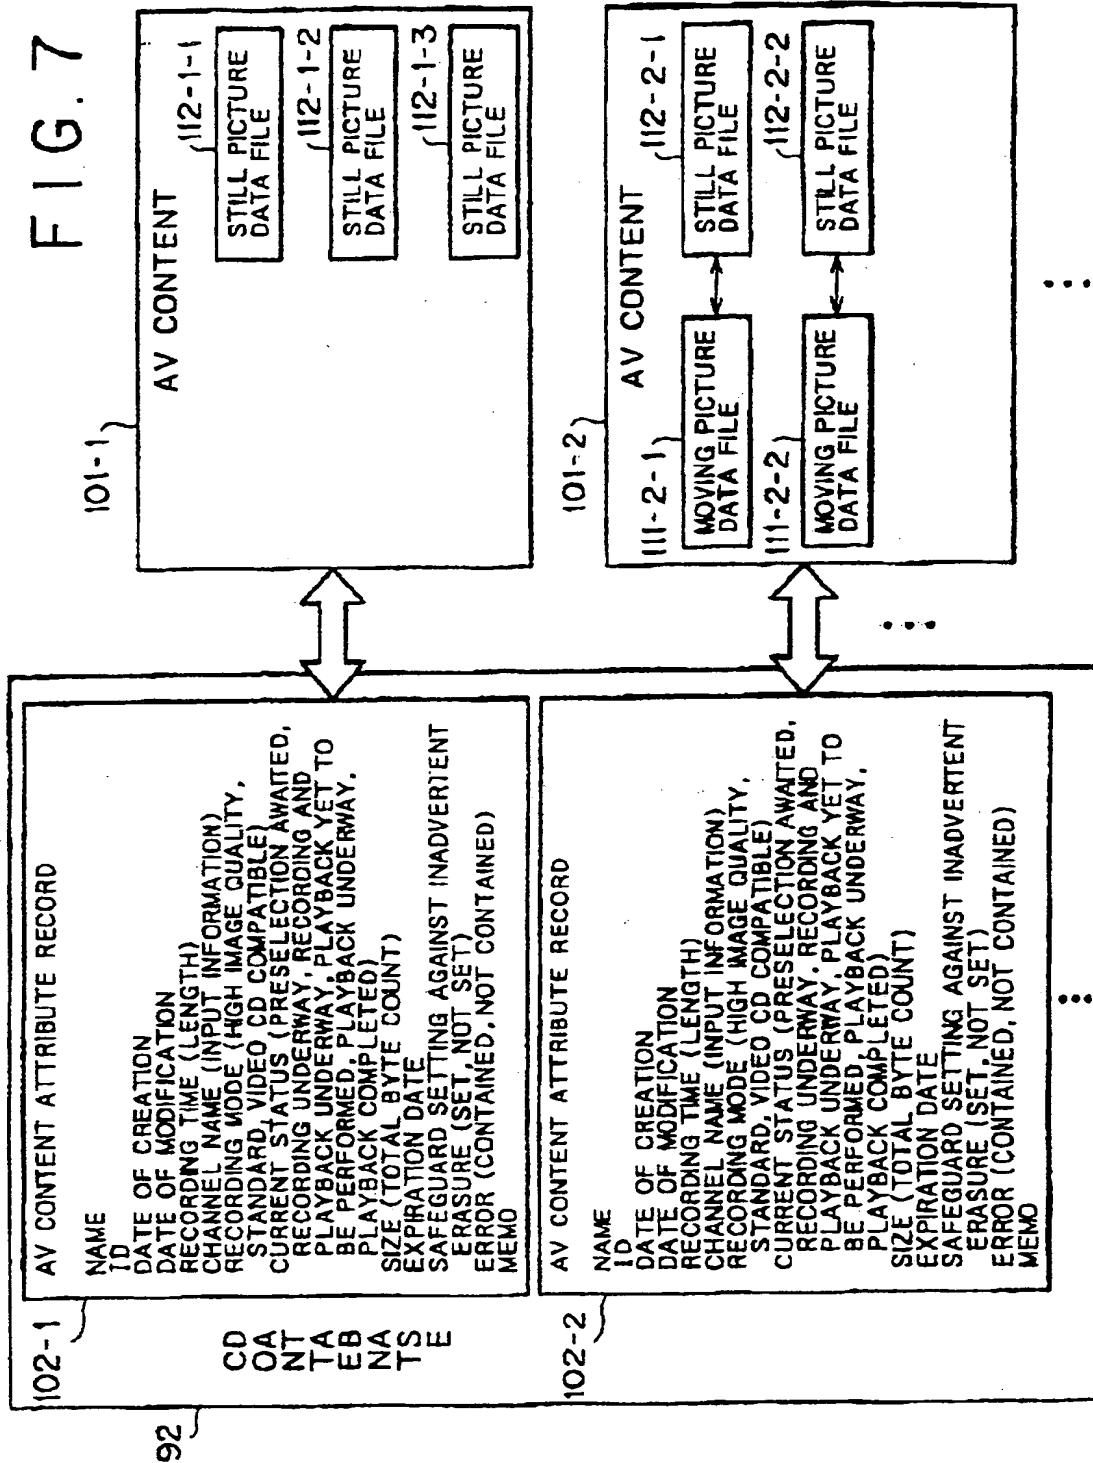 FIG. 7
92
CD
OA
NT
TA
EB
NA
TS
E
102-1
AV CONTENT ATTRIBUTE RECORD
NAME
ID
DATE OF CREATION
DATE OF MODIFICATION
RECORDING TIME (LENGTH)
CHANNEL NAME (INPUT INFORMATION)
RECORDING MODE (HIGH IMAGE QUALITY,
STANDARD, VIDEO CD COMPATIBLE)
CURRENT STATUS (PRESELECTION AWAITED,
RECORDING UNDERWAY, RECORDING AND
PLAYBACK UNDERWAY, PLAYBACK YET TO
BE PERFORMED, PLAYBACK UNDERWAY,
PLAYBACK COMPLETED)
SIZE (TOTAL BYTE COUNT)
EXPIRATION DATE
SAFEGUARD SETTING AGAINST INADVERTENT
ERASURE (SET, NOT SET)
ERROR (CONTAINED, NOT CONTAINED)
MEMO
101-1
AV CONTENT
112-1-1
STILL PICTURE
DATA FILE
112-1-2
STILL PICTURE
DATA FILE
112-1-3
STILL PICTURE
DATA FILE
102-2
AV CONTENT ATTRIBUTE RECORD
NAME
ID
DATE OF CREATION
DATE OF MODIFICATION
RECORDING TIME (LENGTH)
CHANNEL NAME (INPUT INFORMATION)
RECORDING MODE (HIGH IMAGE QUALITY,
STANDARD, VIDEO CD COMPATIBLE)
CURRENT STATUS (PRESELECTION AWAITED,
RECORDING UNDERWAY, RECORDING AND
PLAYBACK UNDERWAY, PLAYBACK YET TO
BE PERFORMED, PLAYBACK UNDERWAY,
PLAYBACK COMPLETED)
SIZE (TOTAL BYTE COUNT)
EXPIRATION DATE
SAFEGUARD SETTING AGAINST INADVERTENT
ERASURE (SET, NOT SET)
ERROR (CONTAINED, NOT CONTAINED)
MEMO
101-2
AV CONTENT
111-2-1
MOVING PICTURE
DATA FILE
112-2-1
STILL PICTURE
DATA FILE
111-2-2
MOVING PICTURE
DATA FILE
112-2-2
STILL PICTURE
DATA FILE